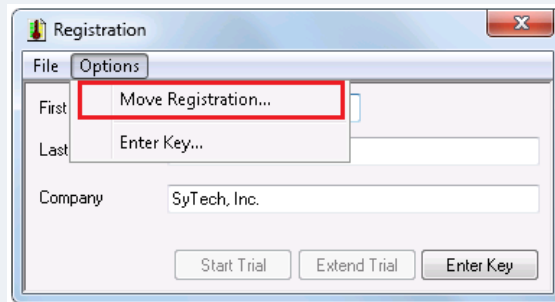 Registration
File Options
Move Registration...
First
Enter Key...
Last
Company SyTech, Inc.
Start Trial Extend Trial Enter Key